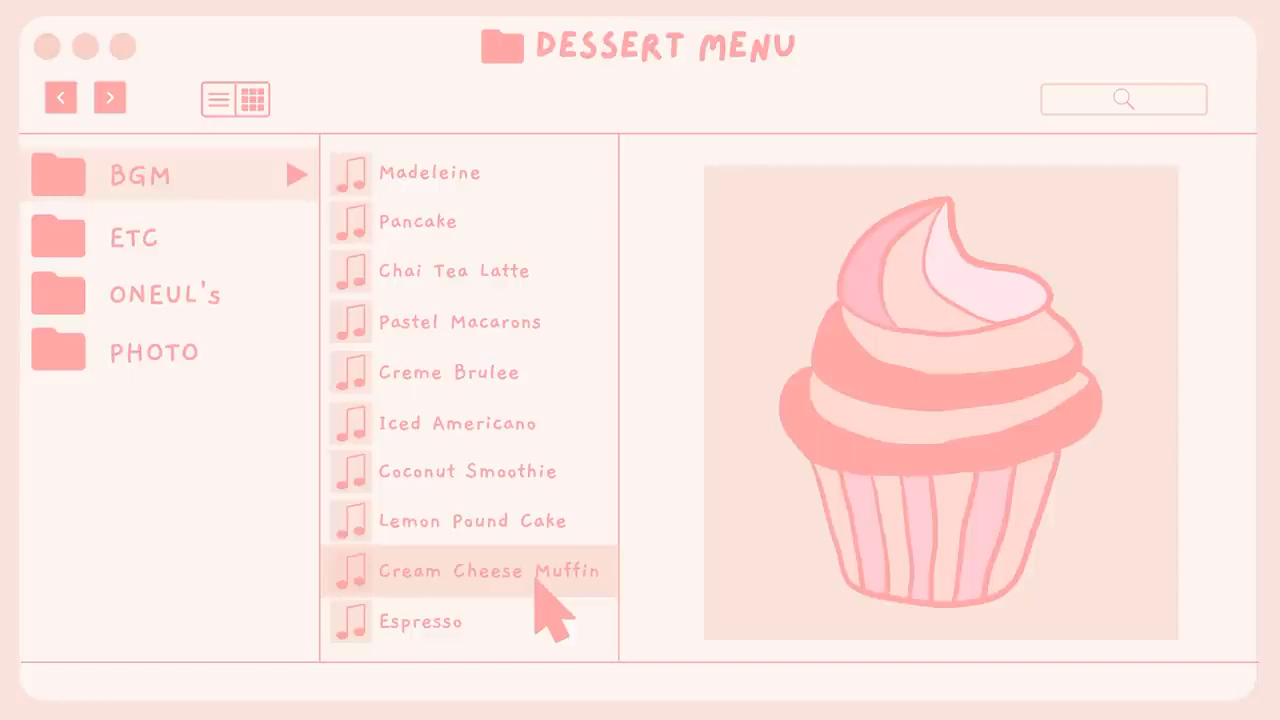 DESSERT MENU
BGM
ETC
ONEUL's
PHOTO
Madeleine
Pancake
Chai Tea Latte
Pastel Macarons
Creme Brulee
Iced Americano
Coconut Smoothie
Lemon Pound Cake
Cream Cheese Muffin
Espresso